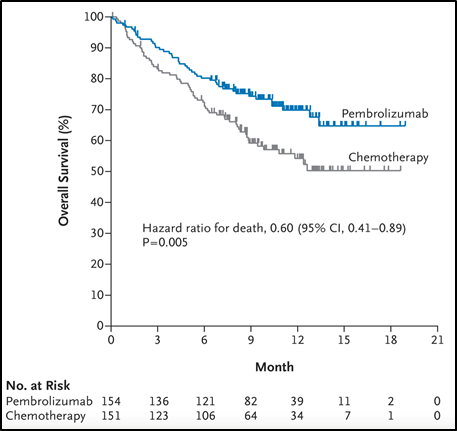 Overall Survival (%)
100
90
80
70
60
50
40
30
20
10
0
Pembrolizumab
Chemotherapy
Hazard ratio for death, 0.60 (95% CI, 0.41–0.89)
P=0.005
0 3 6 9 12 15 18 21
Month
No. at Risk
Pembrolizumab 154 136 121 82 39 11 2 0
Chemotherapy 151 123 106 64 34 7 1 0